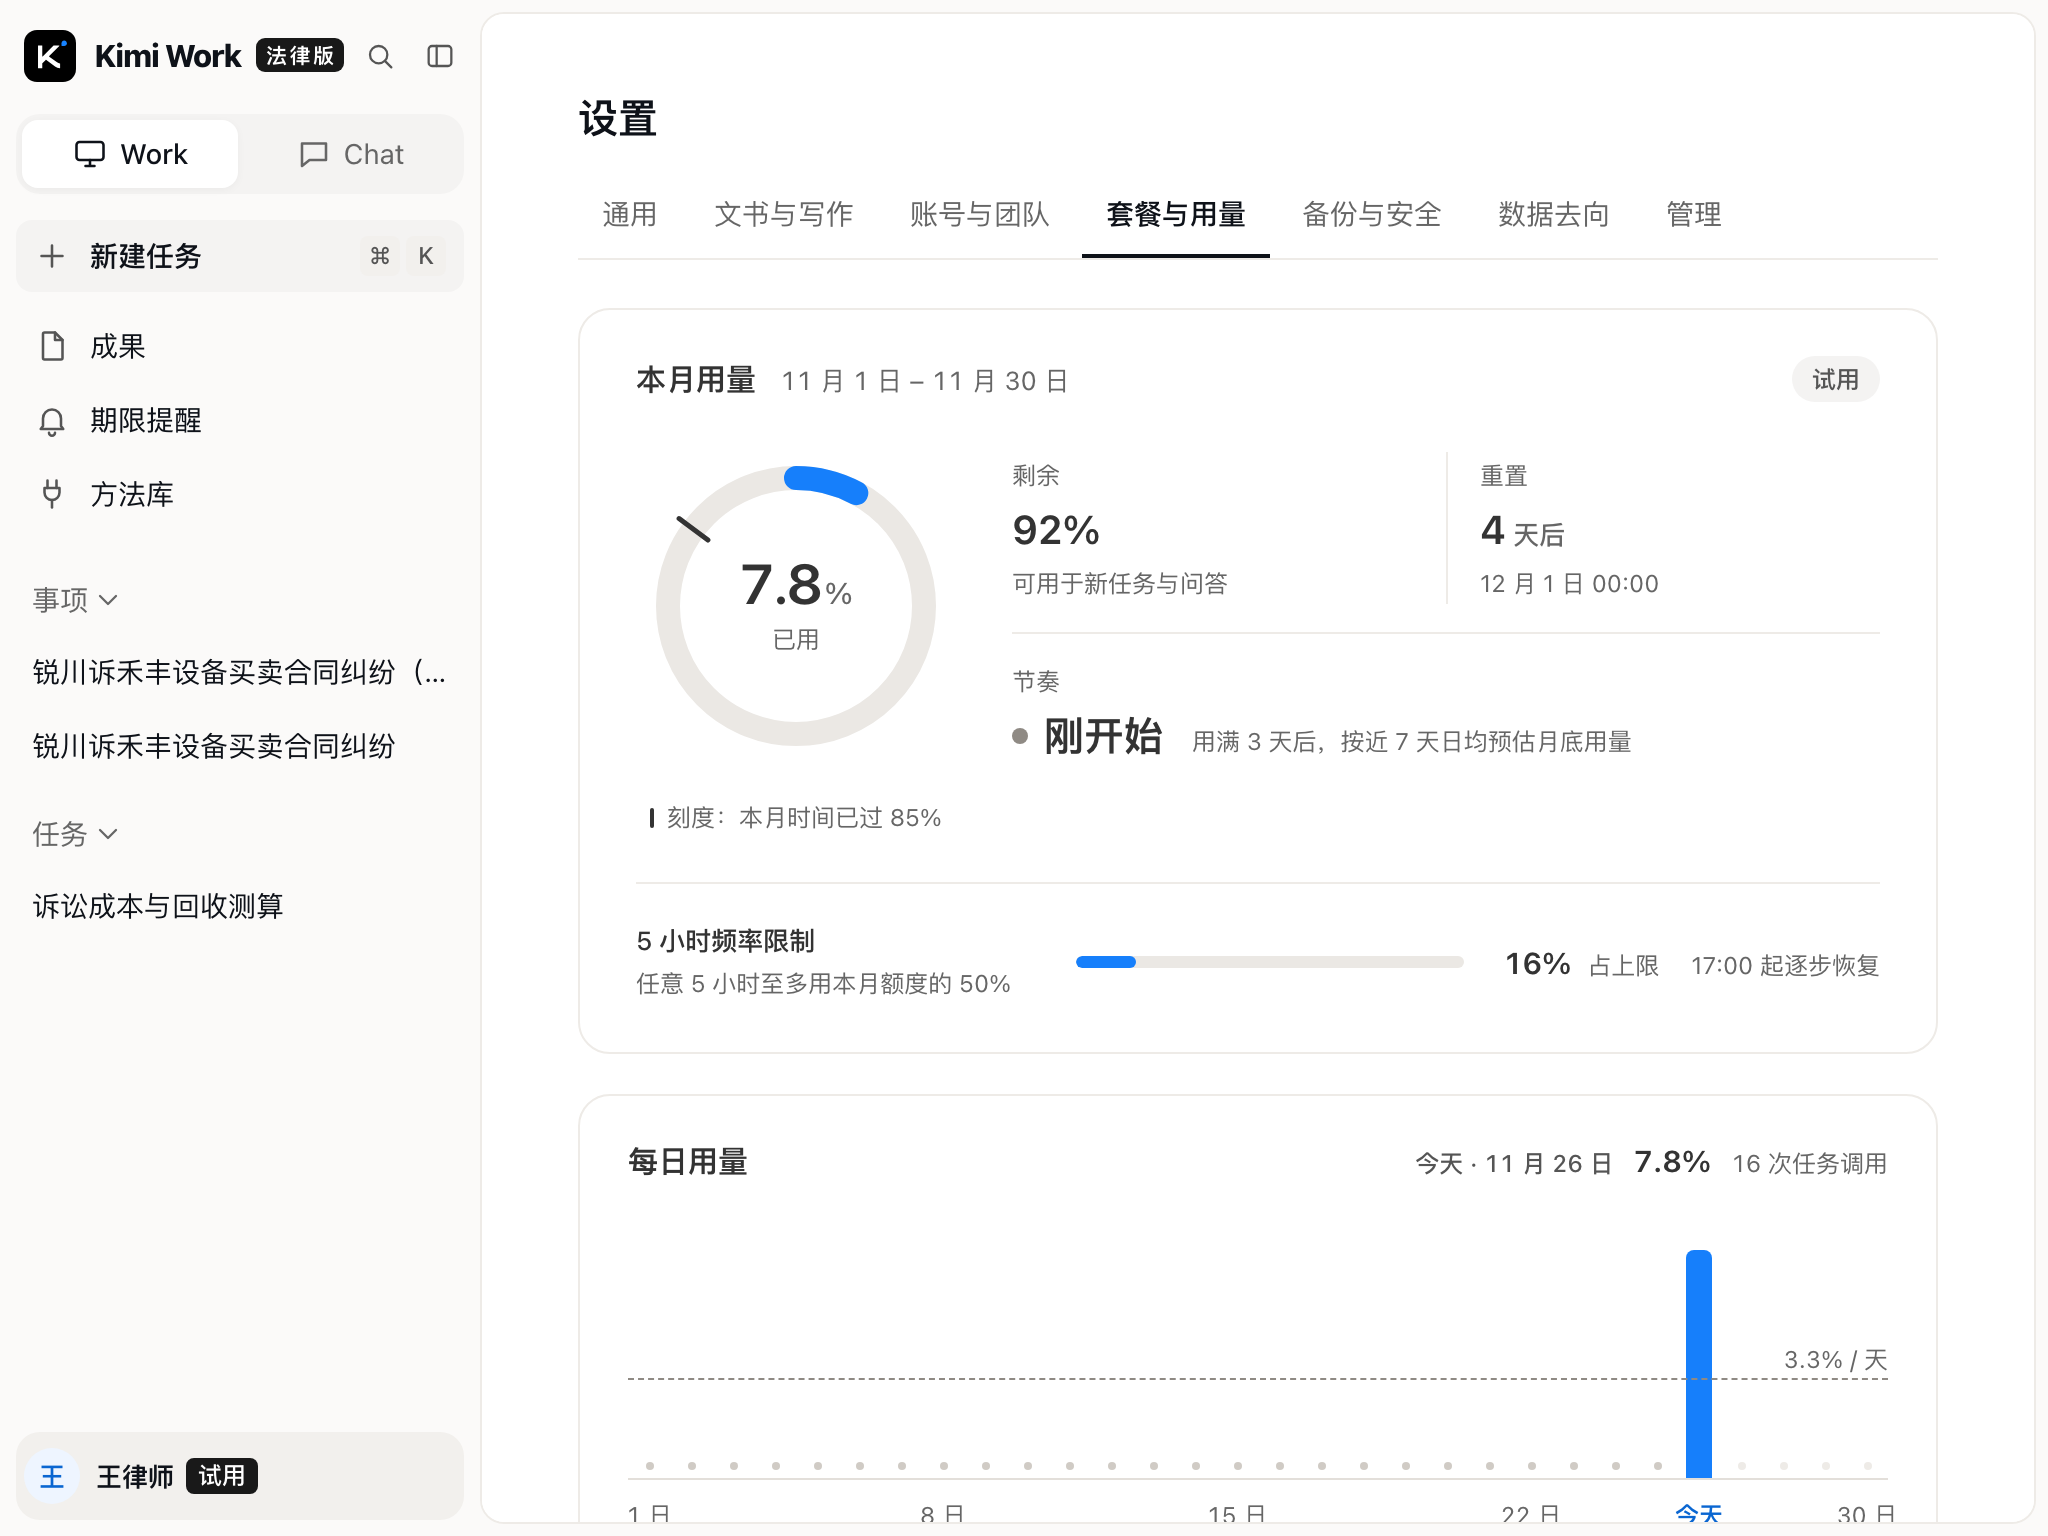 Kimi Work 法律版
Work
Chat
新建任务 ⌘ K
成果
期限提醒
方法库
事项
锐川诉禾丰设备买卖合同纠纷（...
锐川诉禾丰设备买卖合同纠纷
任务
诉讼成本与回收测算
王 王律师 试用
设置
通用 文书与写作 账号与团队 套餐与用量 备份与安全 数据去向 管理
本月用量 11 月 1 日 – 11 月 30 日 试用
7.8%
已用
刻度：本月时间已过 85%
剩余
92%
可用于新任务与问答
重置
4 天后
12 月 1 日 00:00
节奏
刚开始 用满 3 天后，按近 7 天日均预估月底用量
5 小时频率限制
任意 5 小时至多用本月额度的 50%
16% 占上限 17:00 起逐步恢复
每日用量 今天 · 11 月 26 日 7.8% 16 次任务调用
3.3% / 天
1 日 8 日 15 日 22 日 今天 30 日